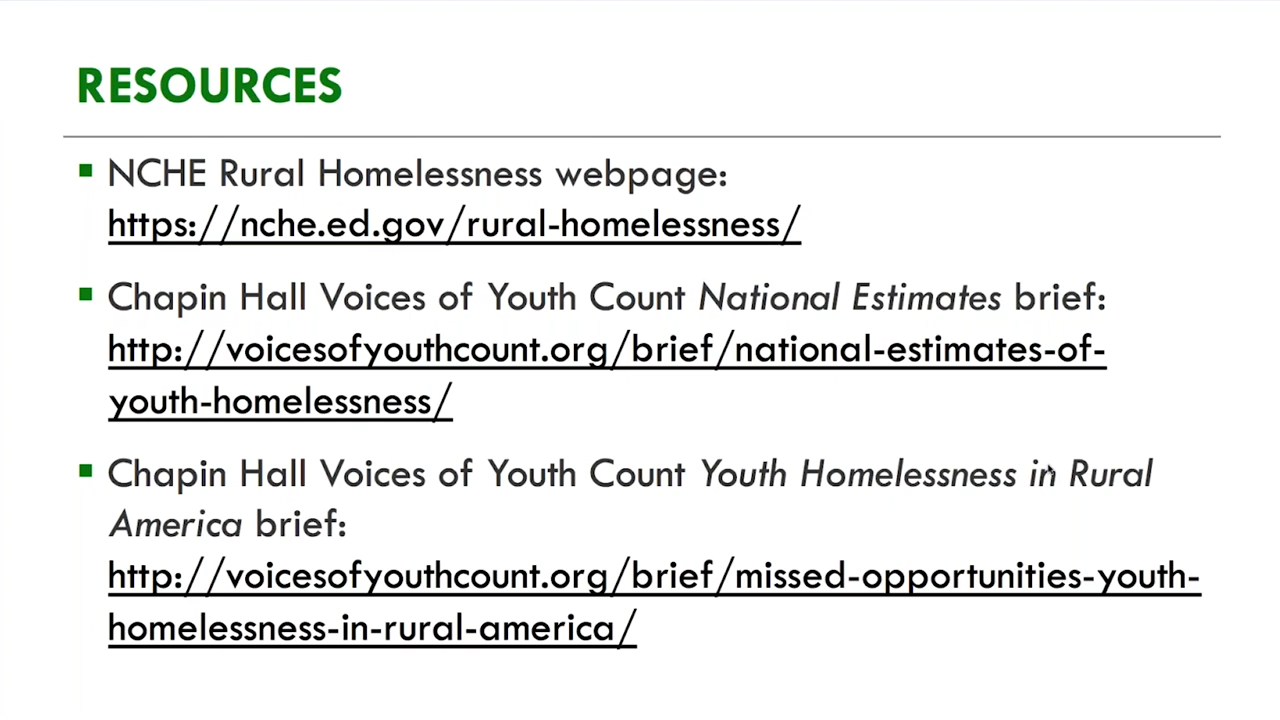 RESOURCES
NCHE Rural Homelessness webpage:
https://nche.ed.gov/rural-homelessness/
Chapin Hall Voices of Youth Count National Estimates brief:
http://voicesofyouthcount.org/brief/national-estimates-of-
youth-homelessness/
Chapin Hall Voices of Youth Count Youth Homelessness in Rural
America brief:
http://voicesofyouthcount.org/brief/missed-opportunities-youth-
homelessness-in-rural-america/